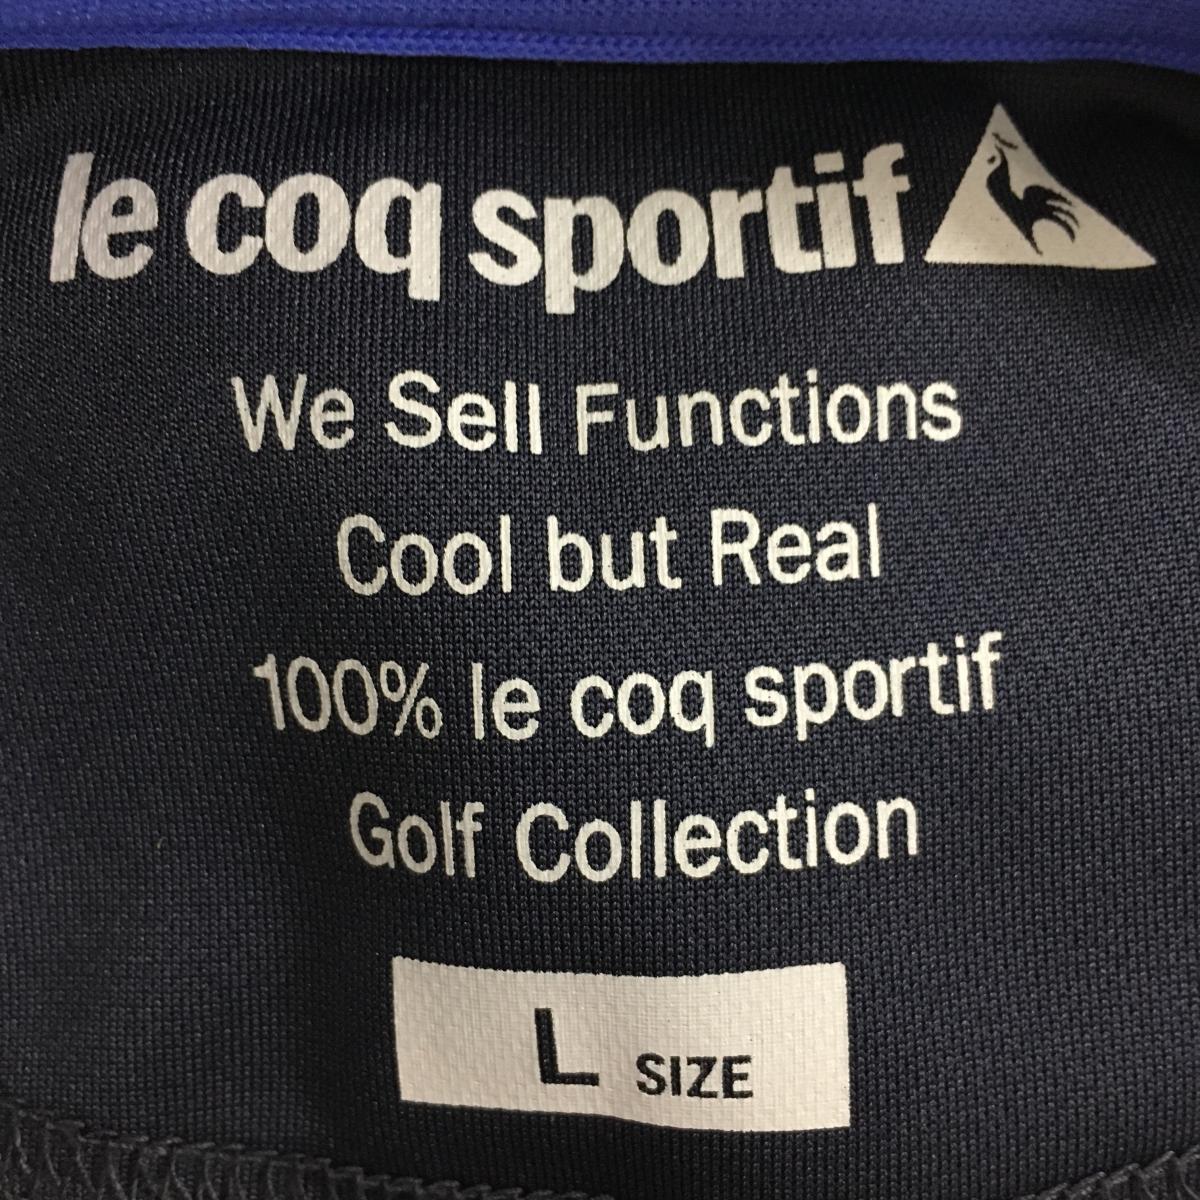 le coq sportif
We Sell Functions
Cool but Real
100% le coq sportif
Golf Collection
L SIZE